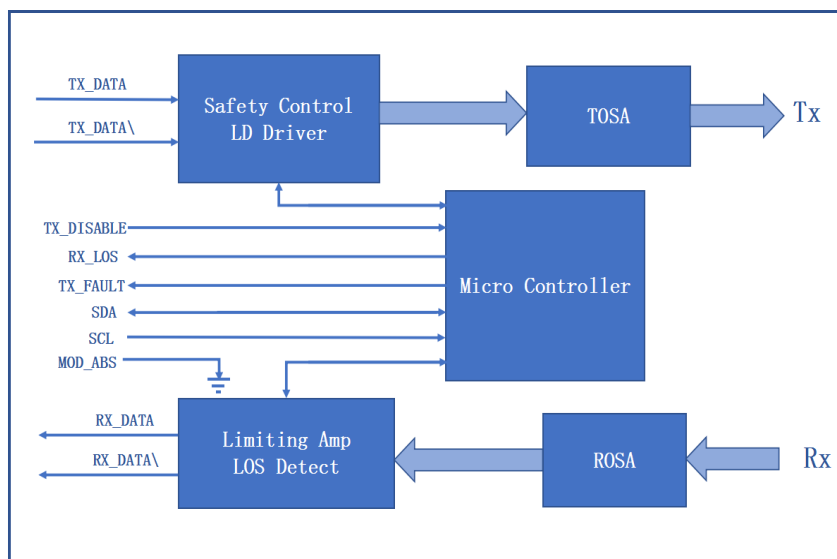 TX_DATA
TX_DATA\
Safety Control
LD Driver
TOSA
Tx
TX_DISABLE
RX_LOS
TX_FAULT
SDA
SCL
MOD_ABS
Micro Controller
RX_DATA
RX_DATA\
Limiting Amp
LOS Detect
ROSA
Rx